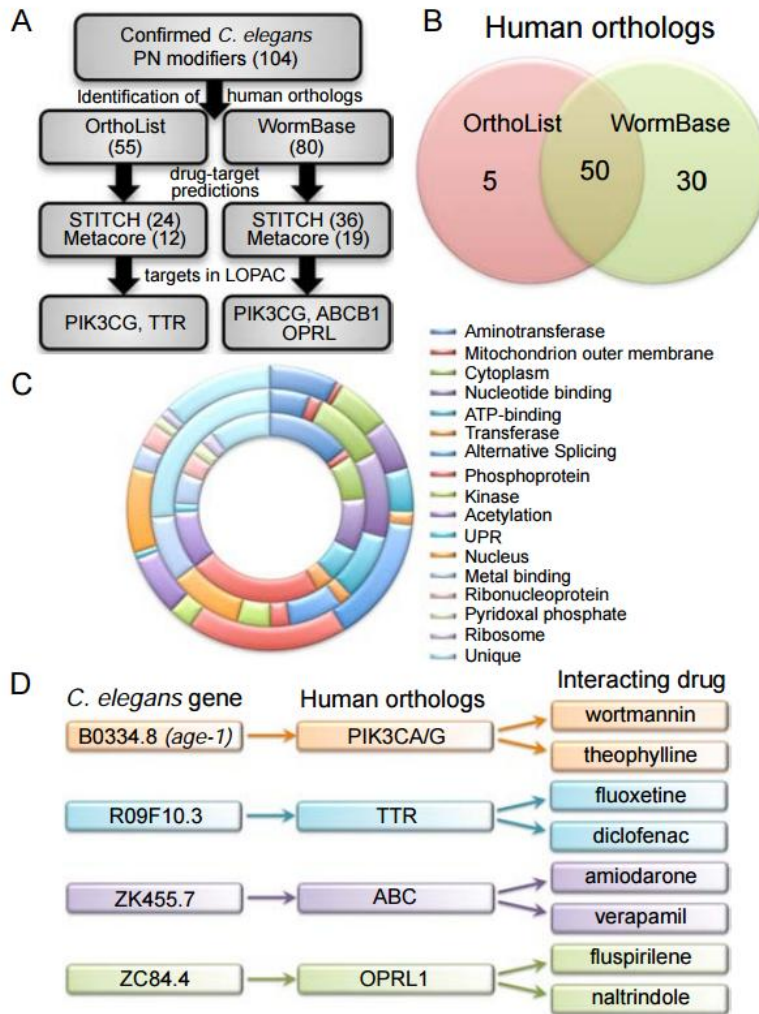 A
Confirmed C. elegans
PN modifiers (104)
Identification of human orthologs
OrthoList
(55)
WormBase
(80)
drug-target
predictions
STITCH (24)
Metacore (12)
STITCH (36)
Metacore (19)
targets in LOPAC
PIK3CG, TTR
PIK3CG, ABCB1
OPRL
B
Human orthologs
OrthoList
WormBase
5
50
30
C
Aminotransferase
Mitochondrion outer membrane
Cytoplasm
Nucleotide binding
ATP-binding
Transferase
Alternative Splicing
Phosphoprotein
Kinase
Acetylation
UPR
Nucleus
Metal binding
Ribonucleoprotein
Pyridoxal phosphate
Ribosome
Unique
D
C. elegans gene
Human orthologs
Interacting drug
B0334.8 (age-1)
PIK3CA/G
wortmannin
theophylline
R09F10.3
TTR
fluoxetine
diclofenac
ZK455.7
ABC
amiodarone
verapamil
ZC84.4
OPRL1
fluspirilene
naltrindole